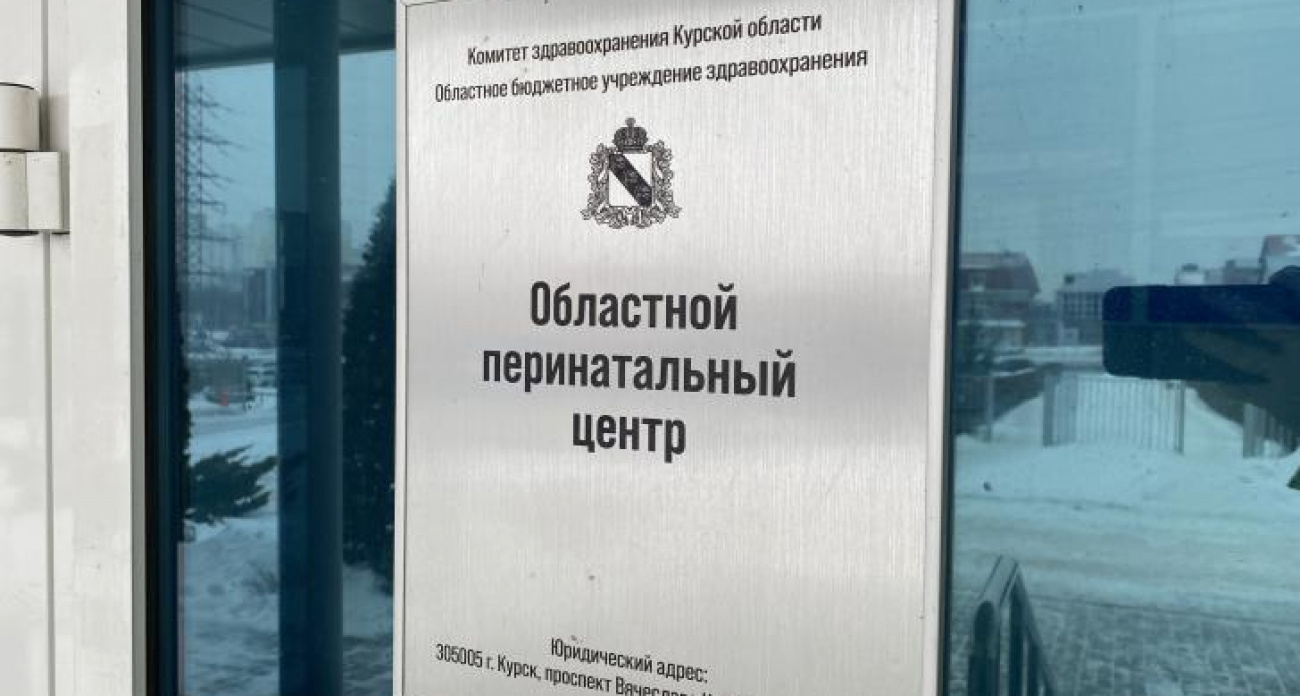 Комитет здравоохранения Курской области
Областное бюджетное учреждение здравоохранения
Областной
перинатальный
центр
Юридический адрес:
305005 г. Курск, проспект Вячеслава